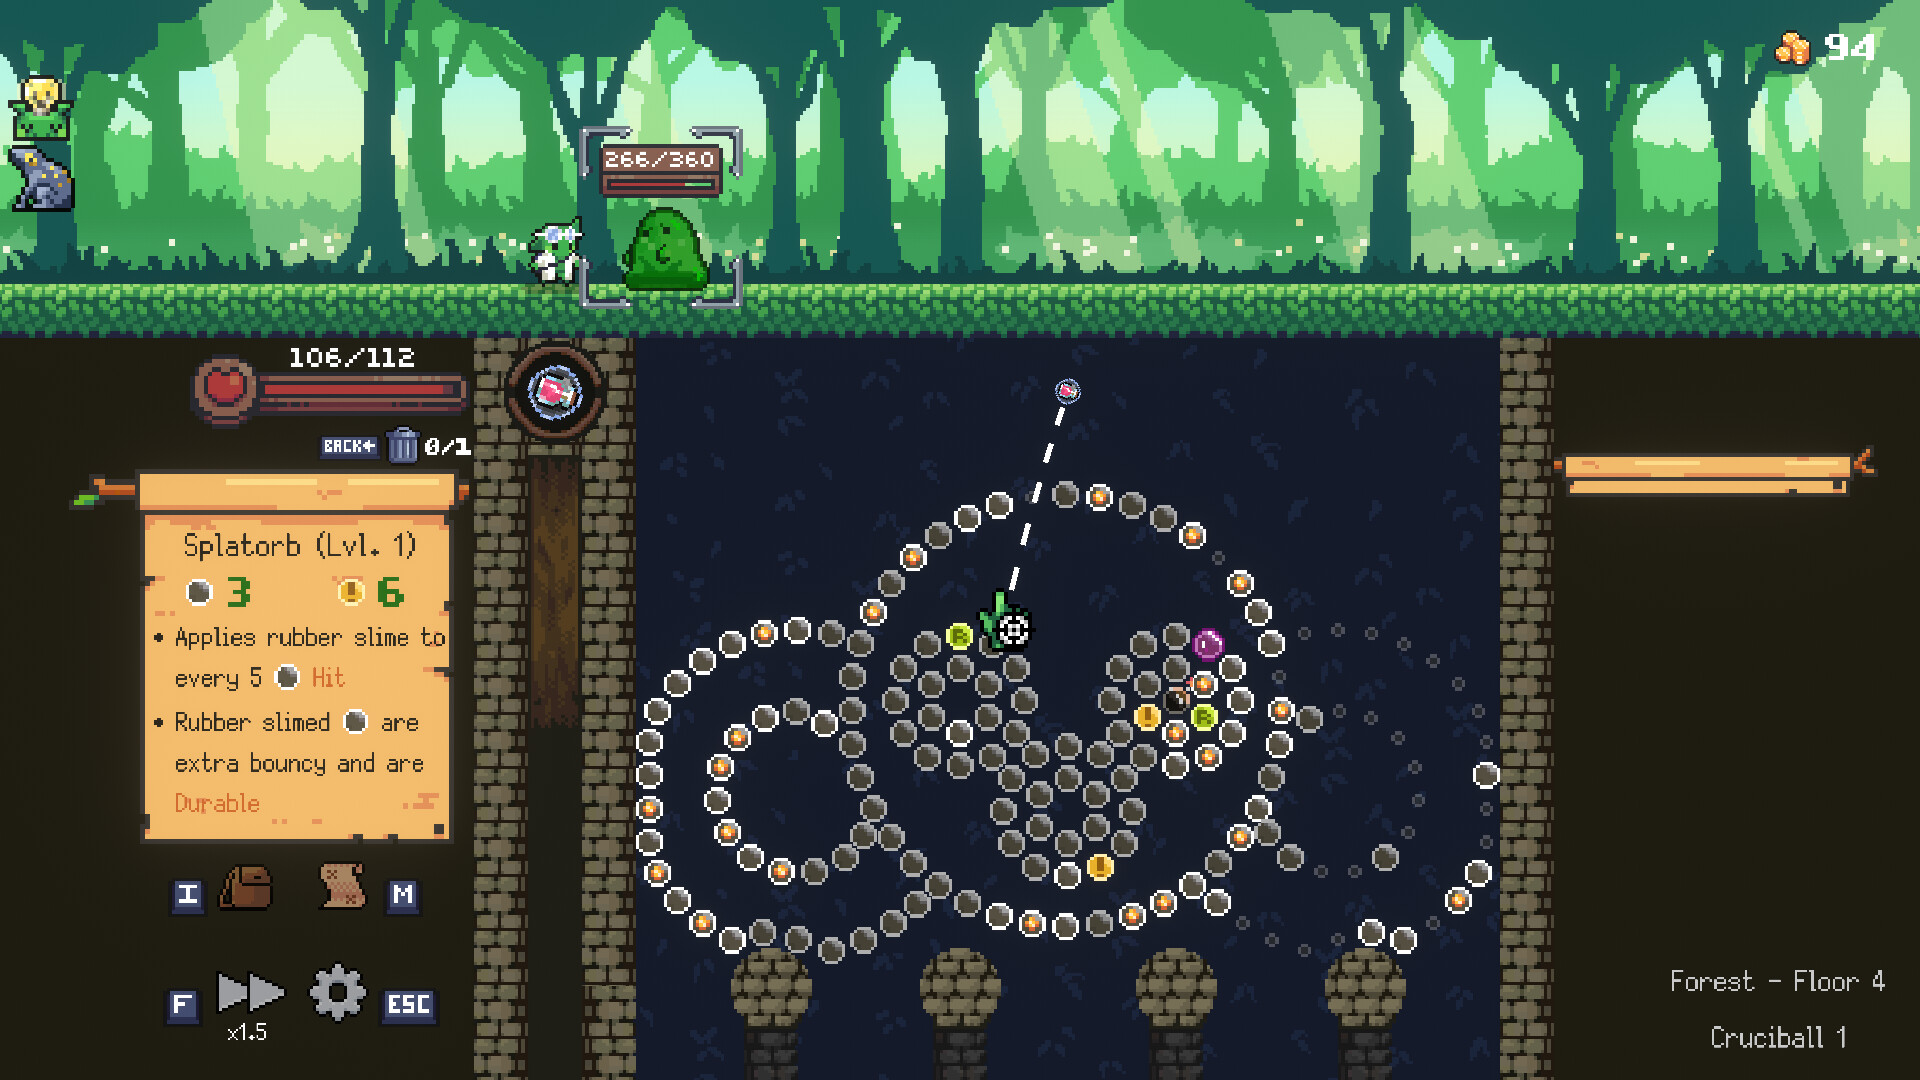 94
266/360
106/112
BACK←
0/1
Splatorb (Lvl. 1)
3
! 6
• Applies rubber slime to
every 5 Hit
• Rubber slimed are
extra bouncy and are
Durable
R
R
!
!
I
M
F
x1.5
ESC
Forest - Floor 4
Cruciball 1